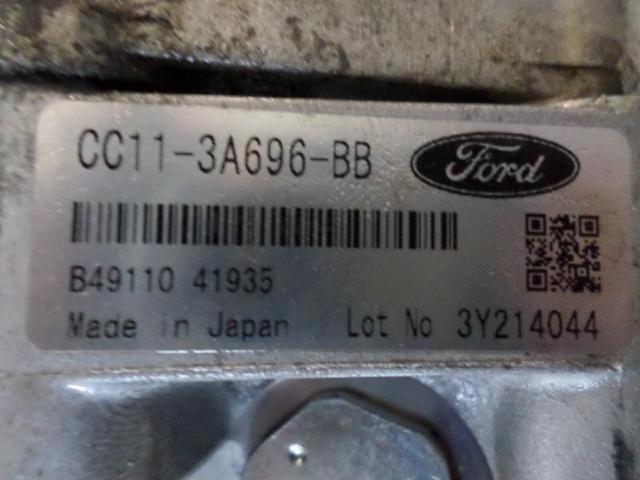 CC11-3A696-BB
Ford
B49110 41935
Made in Japan Lot No 3Y214044